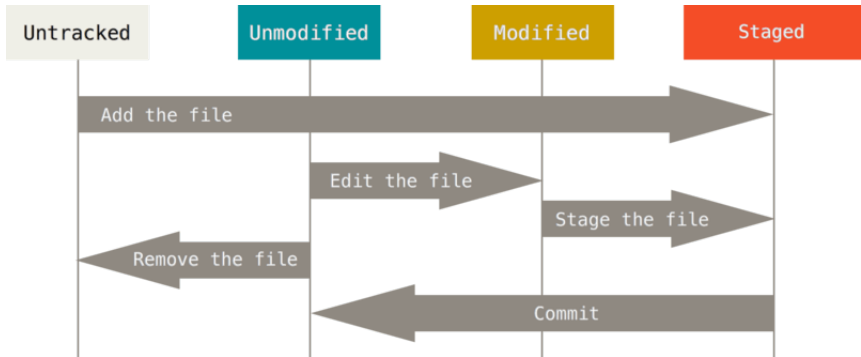 Untracked
Unmodified
Modified
Staged
Add the file
Edit the file
Stage the file
Remove the file
Commit